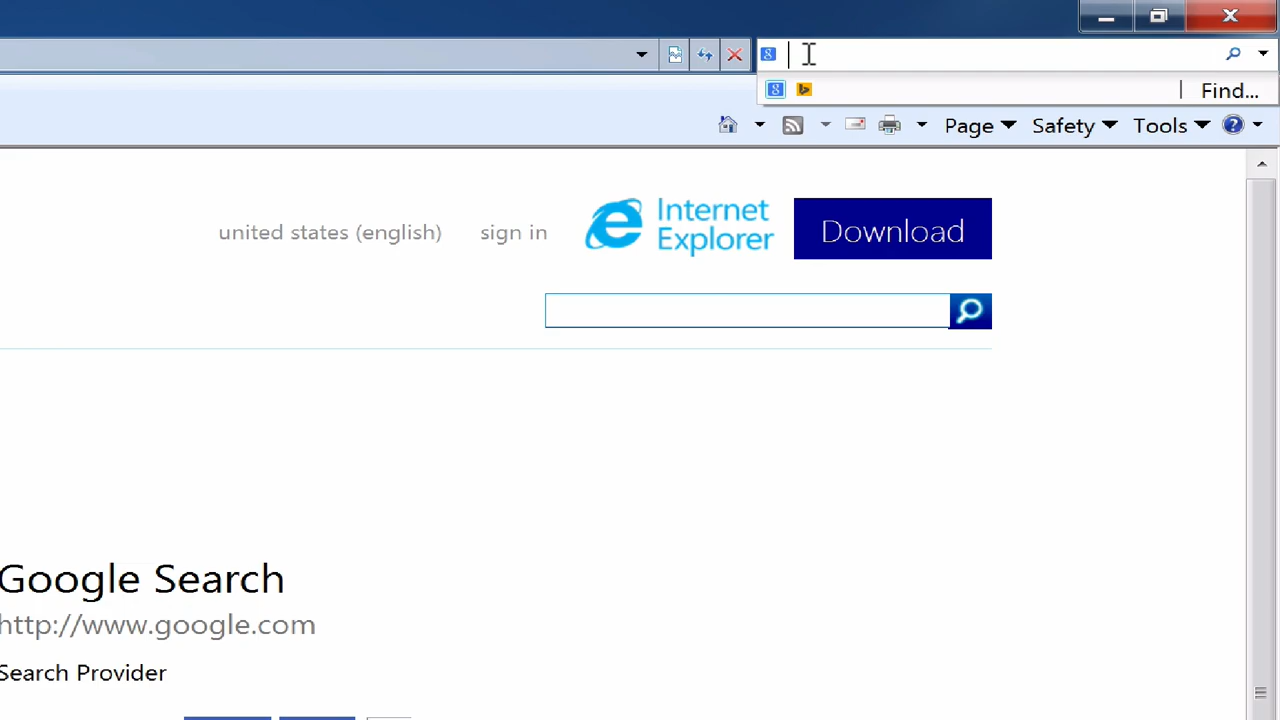 Find...
Page Safety Tools
united states (english) sign in Internet Explorer Download
Google Search
http://www.google.com
Search Provider